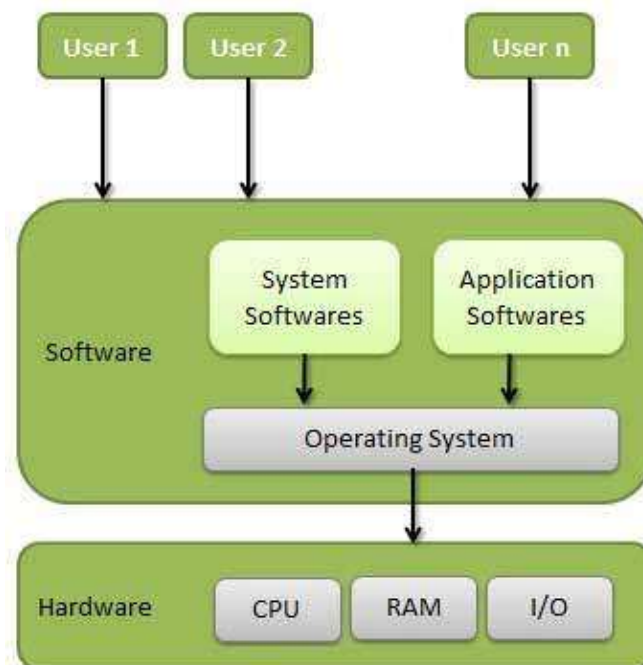 User 1
User 2
User n
System
Softwares
Application
Softwares
Software
Operating System
Hardware
CPU
RAM
I/O